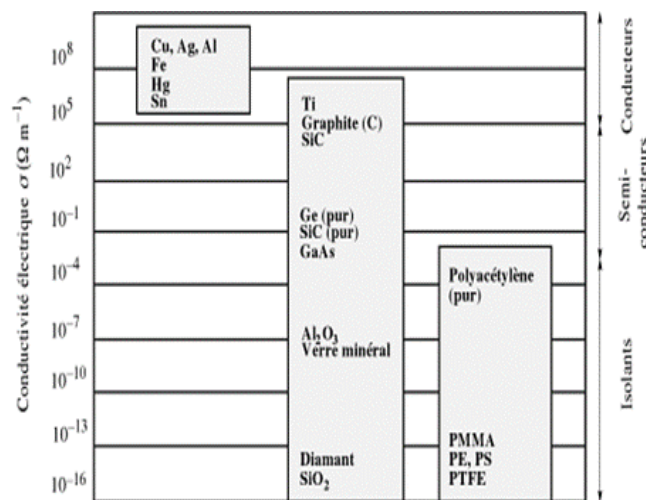 Conductivité électrique σ (Ω m⁻¹)
10⁸
10⁵
10²
10⁻¹
10⁻⁴
10⁻⁷
10⁻¹⁰
10⁻¹³
10⁻¹⁶
Cu, Ag, Al
Fe
Hg
Sn
Ti
Graphite (C)
SiC
Ge (pur)
SiC (pur)
GaAs
Al₂O₃
Verre minéral
Diamant
SiO₂
Polyacétylène
(pur)
PMMA
PE, PS
PTFE
Conducteurs
Semi-
conducteurs
Isolants